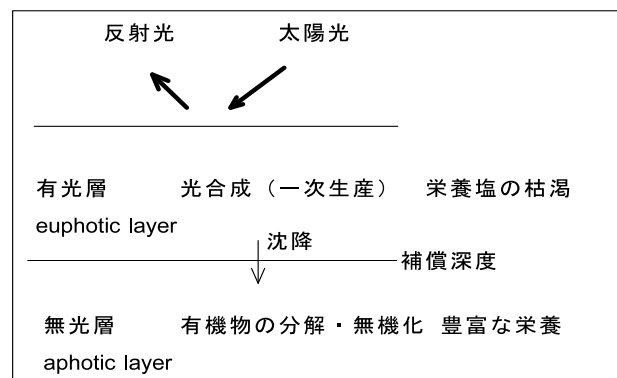 反射光 太陽光
有光層 光合成（一次生産） 栄養塩の枯渇
euphotic layer
沈降
補償深度
無光層 有機物の分解・無機化 豊富な栄養
aphotic layer